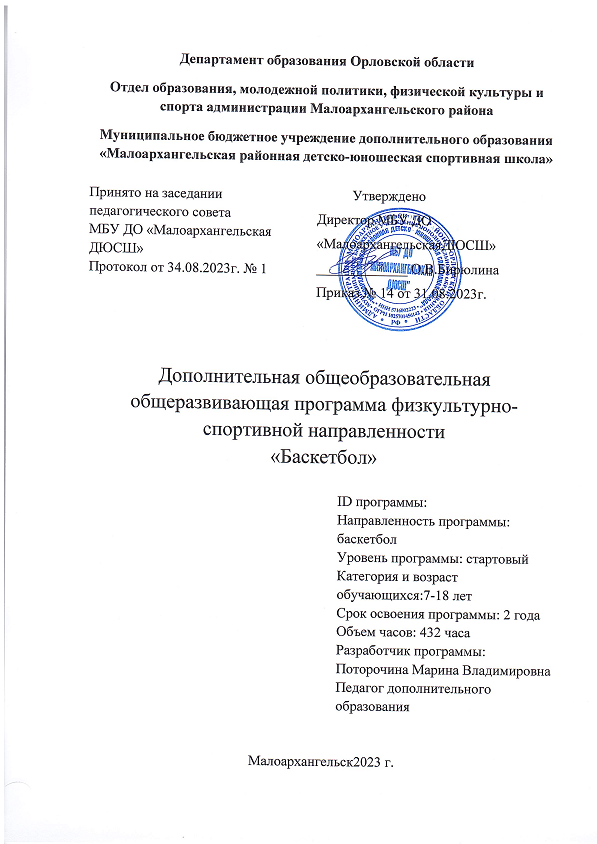 Департамент образования Орловской области
Отдел образования, молодежной политики, физической культуры и
спорта администрации Малоархангельского района
Муниципальное бюджетное учреждение дополнительного образования
«Малоархангельская районная детско-юношеская спортивная школа»
Принято на заседании
педагогического совета
МБУ ДО «Малоархангельская
ДЮСШ»
Протокол от 34.08.2023г. № 1
Утверждено
Директор МБУ ДО
«Малоархангельская ДЮСШ»
О.В.Бирюлина
Приказ № 14 от 31.08.2023г.
МБУ ДО
"МАЛОАРХАНГЕЛЬСКАЯ
ДЮСШ"
Дополнительная общеобразовательная
общеразвивающая программа физкультурно-
спортивной направленности
«Баскетбол»
ID программы:
Направленность программы:
баскетбол
Уровень программы: стартовый
Категория и возраст
обучающихся:7-18 лет
Срок освоения программы: 2 года
Объем часов: 432 часа
Разработчик программы:
Поторочина Марина Владимировна
Педагог дополнительного
образования
Малоархангельск2023 г.